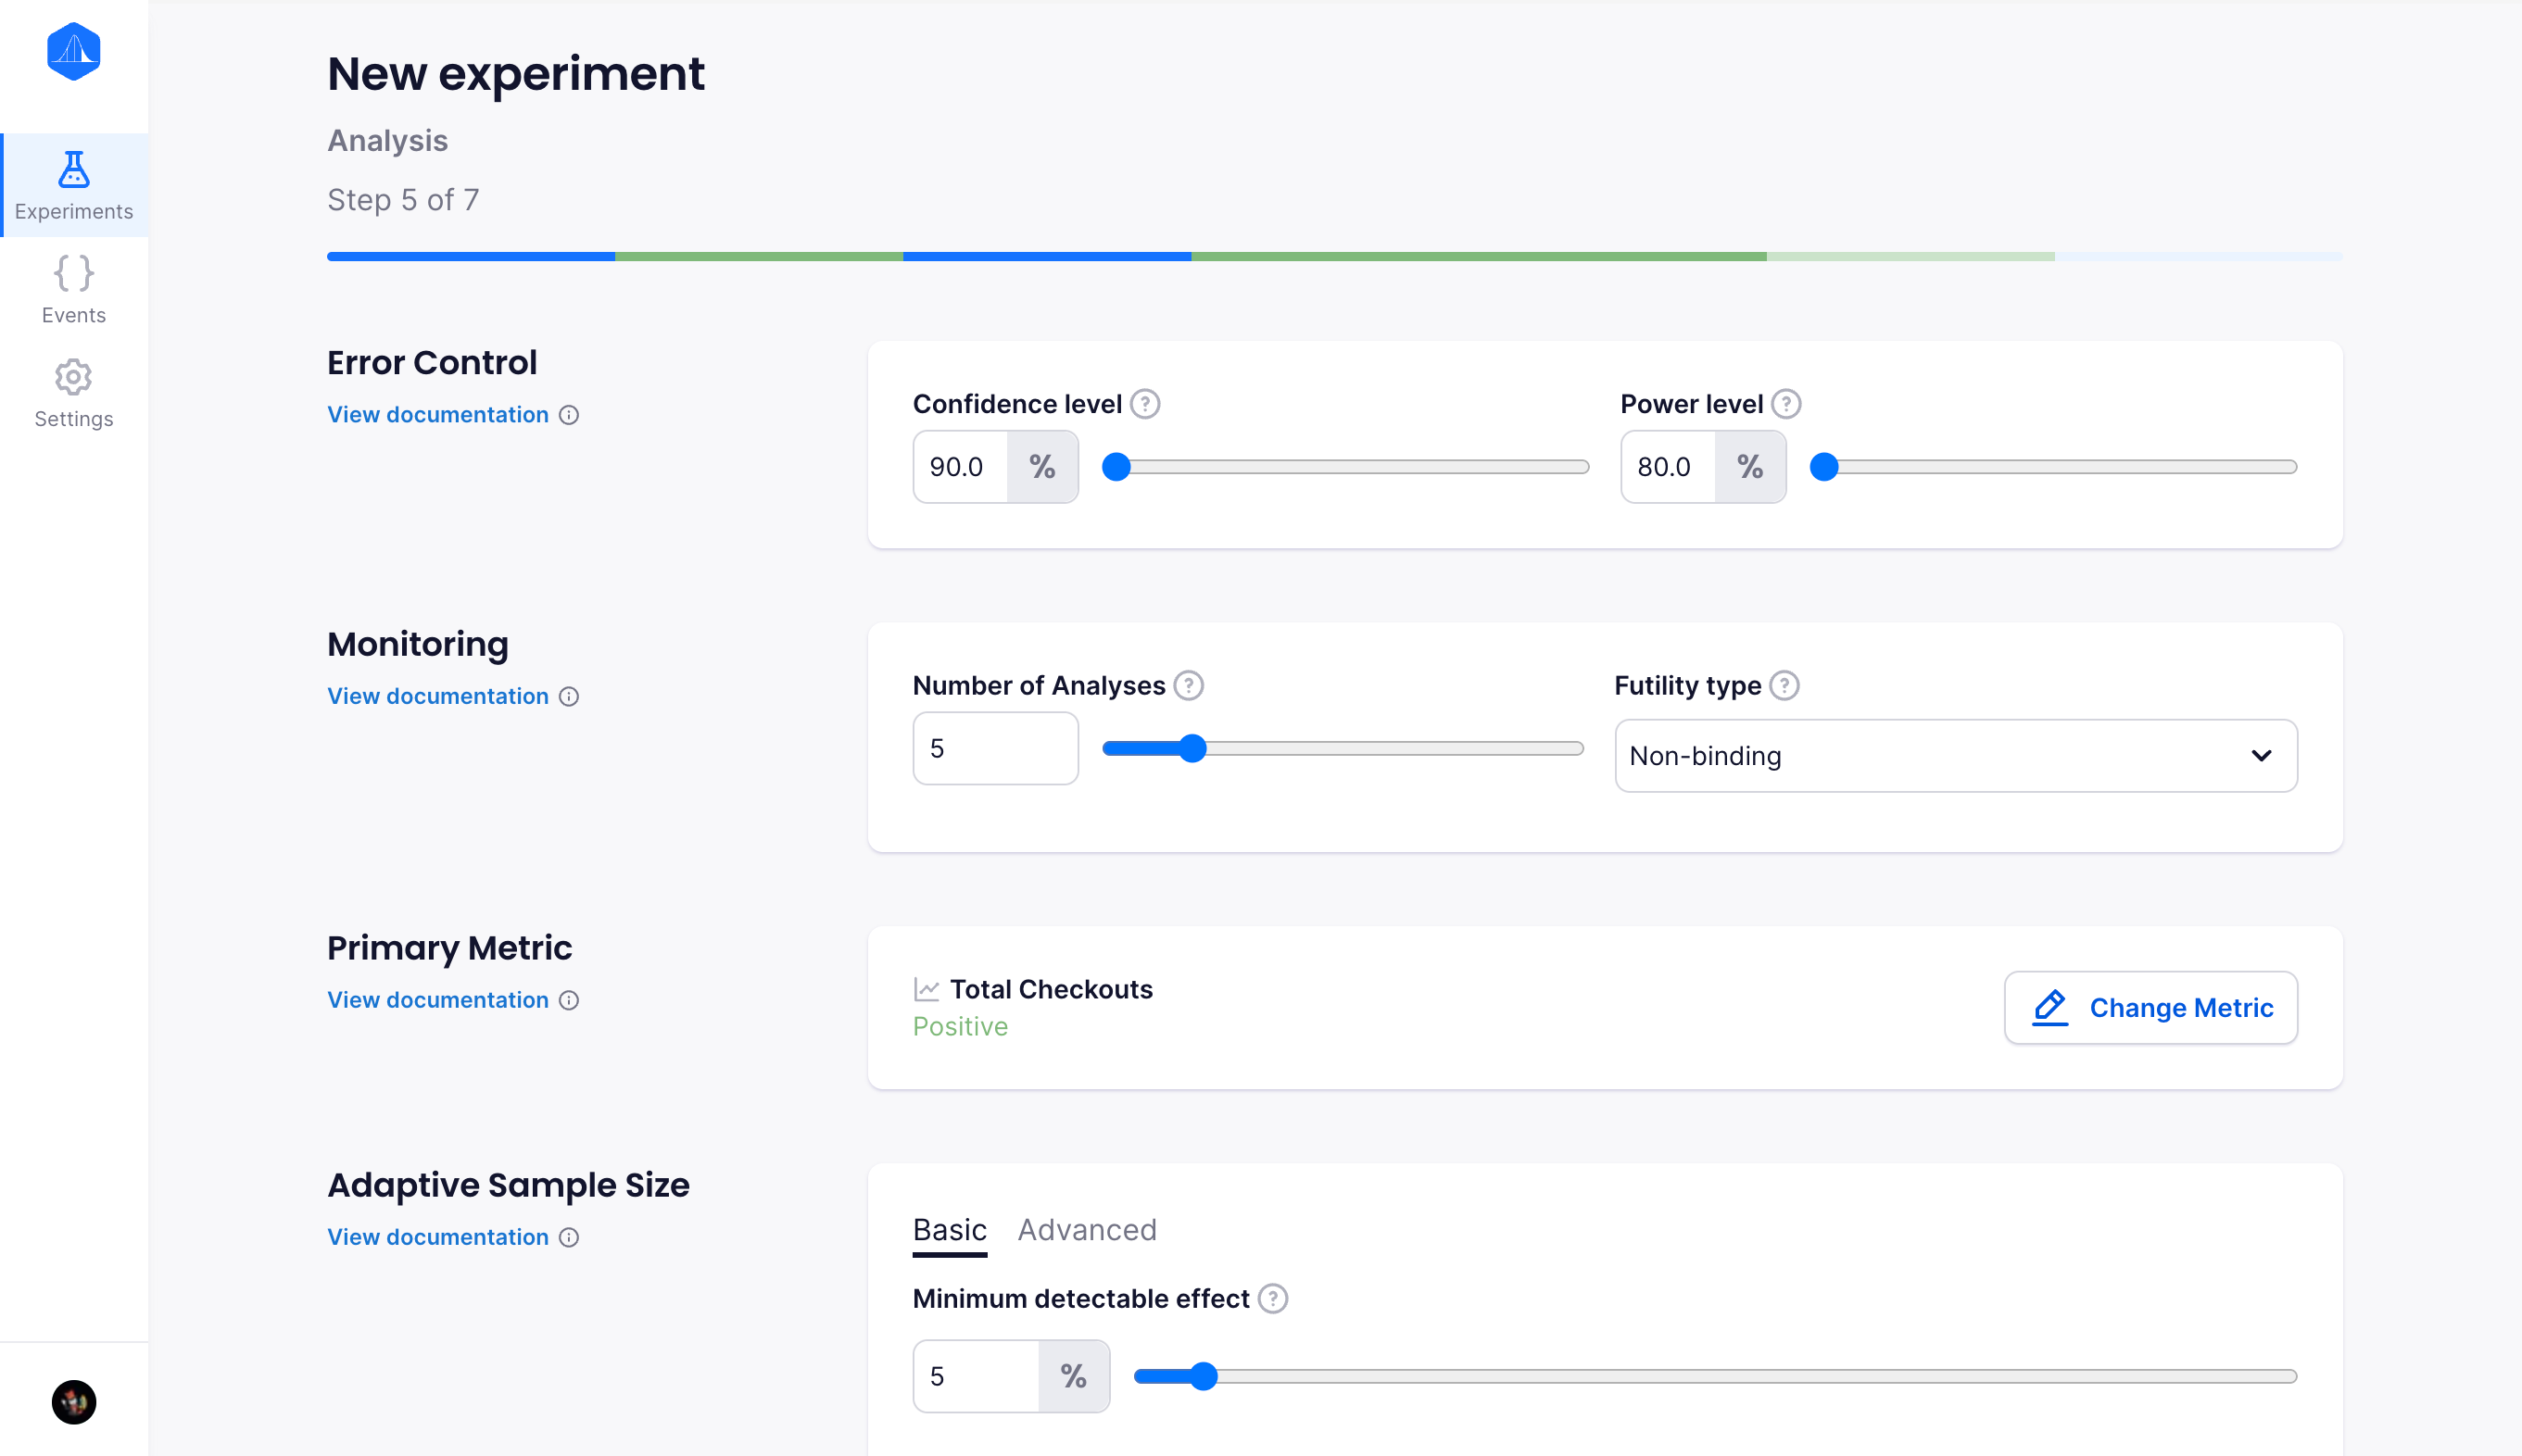 New experiment
Analysis
Step 5 of 7
Experiments
Events
Settings
Error Control
View documentation
Confidence level
90.0 %
Power level
80.0 %
Monitoring
View documentation
Number of Analyses
5
Futility type
Non-binding
Primary Metric
View documentation
Total Checkouts
Positive
Change Metric
Adaptive Sample Size
View documentation
Basic Advanced
Minimum detectable effect
5 %